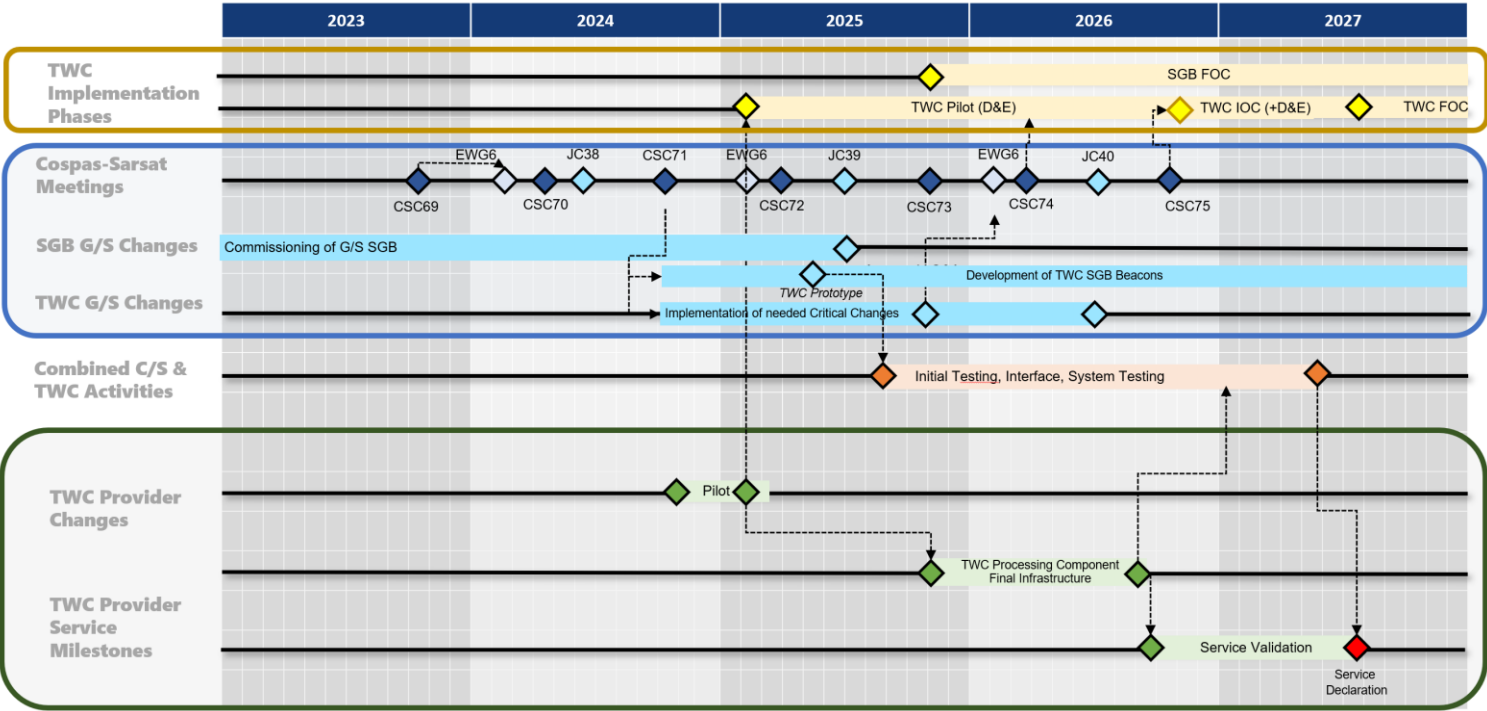 2023 2024 2025 2026 2027
TWC
Implementation
Phases
SGB FOC
TWC Pilot (D&E) TWC IOC (+D&E) TWC FOC
Cospas-Sarsat
Meetings
EWG6 JC38 CSC71 EWG6 JC39 EWG6 JC40
CSC69 CSC70 CSC72 CSC73 CSC74 CSC75
SGB G/S Changes
Commissioning of G/S SGB
Development of TWC SGB Beacons
TWC Prototype
TWC G/S Changes
Implementation of needed Critical Changes
Combined C/S &
TWC Activities
Initial Testing, Interface, System Testing
TWC Provider
Changes
Pilot
TWC Processing Component
Final Infrastructure
TWC Provider
Service
Milestones
Service Validation
Service
Declaration